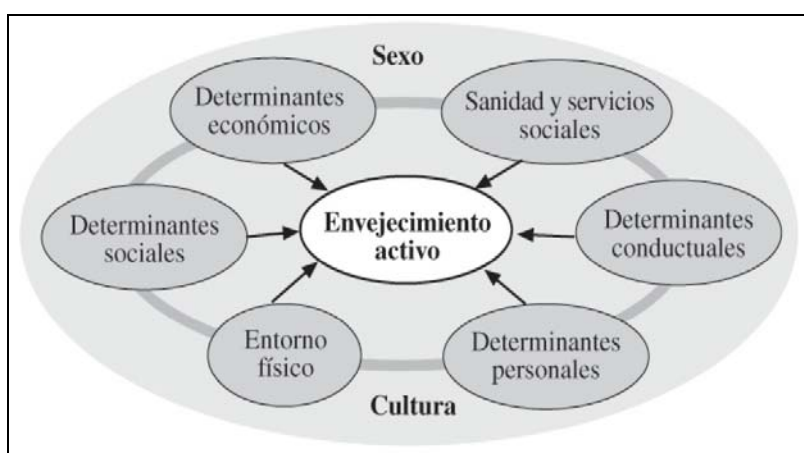 Sexo
Determinantes
económicos
Sanidad y servicios
sociales
Determinantes
sociales
Envejecimiento
activo
Determinantes
conductuales
Entorno
físico
Determinantes
personales
Cultura